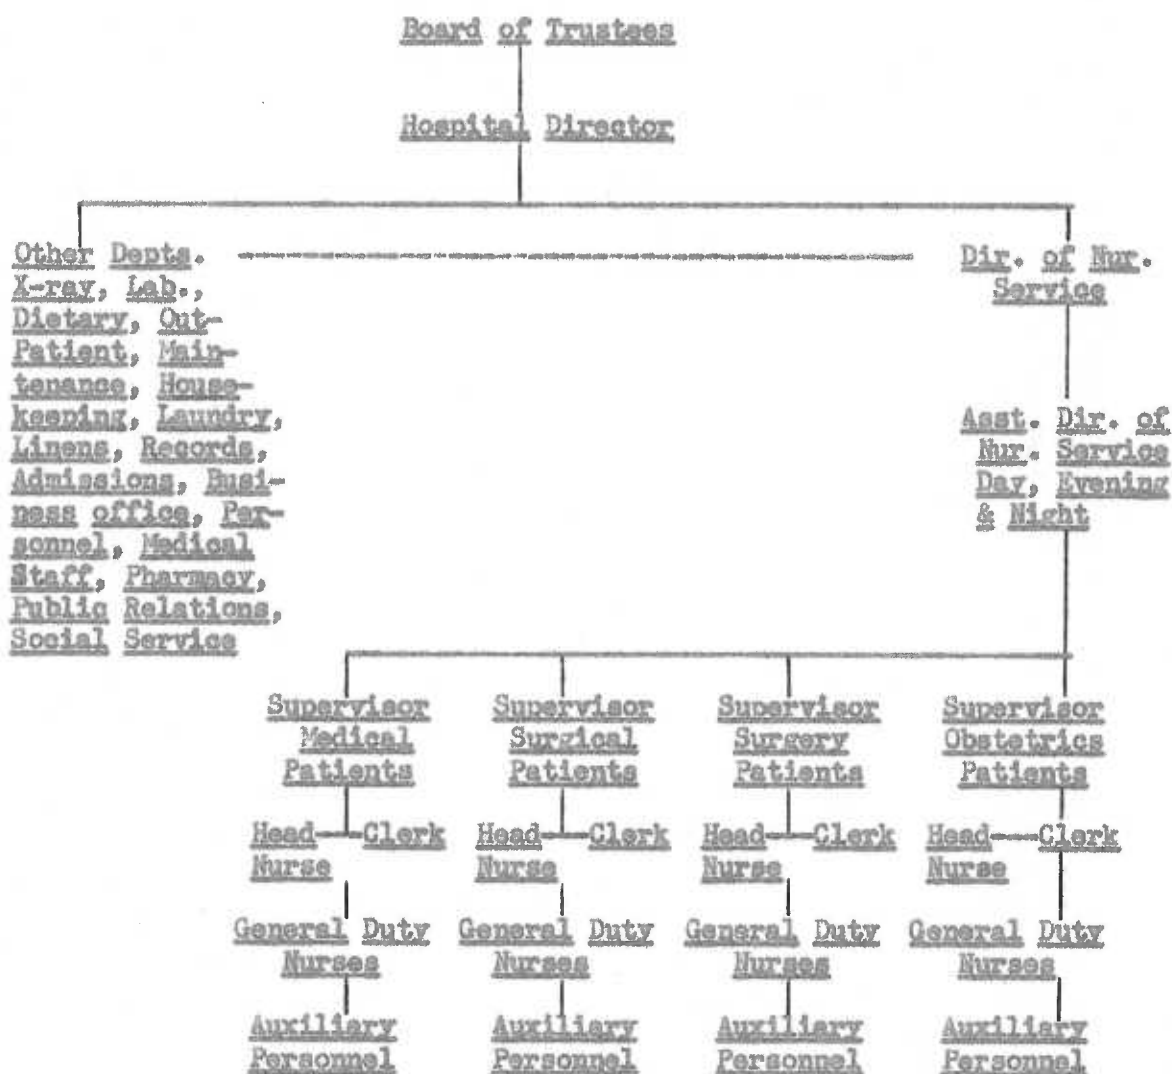 Board of Trustees
Hospital Director
Other Depts.
X-ray, Lab.,
Dietary, Out-
Patient, Main-
tenance, House-
keeping, Laundry,
Linens, Records,
Admissions, Busi-
ness office, Per-
sonnel, Medical
Staff, Pharmacy,
Public Relations,
Social Service
Dir. of Nur.
Service
Asst. Dir. of
Nur. Service
Day, Evening
& Night
Supervisor
Medical
Patients
Supervisor
Surgical
Patients
Supervisor
Surgery
Patients
Supervisor
Obstetrics
Patients
Head Clerk
Nurse
Head Clerk
Nurse
Head Clerk
Nurse
Head Clerk
Nurse
General Duty
Nurses
General Duty
Nurses
General Duty
Nurses
General Duty
Nurses
Auxiliary
Personnel
Auxiliary
Personnel
Auxiliary
Personnel
Auxiliary
Personnel